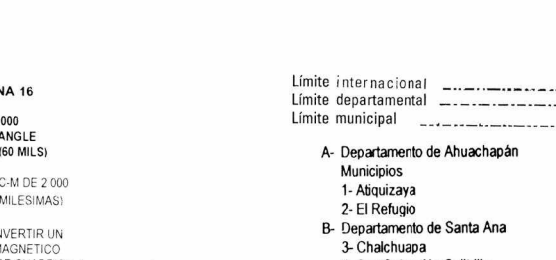 NA 16
000
ANGLE
(60 MILS)
C-M DE 2 000
MILESIMAS)
NVERTIR UN
MAGNETICO
Límite internacional
Límite departamental
Límite municipal
A- Departamento de Ahuachapán
Municipios
1- Atiquizaya
2- El Refugio
B- Departamento de Santa Ana
3- Chalchuapa